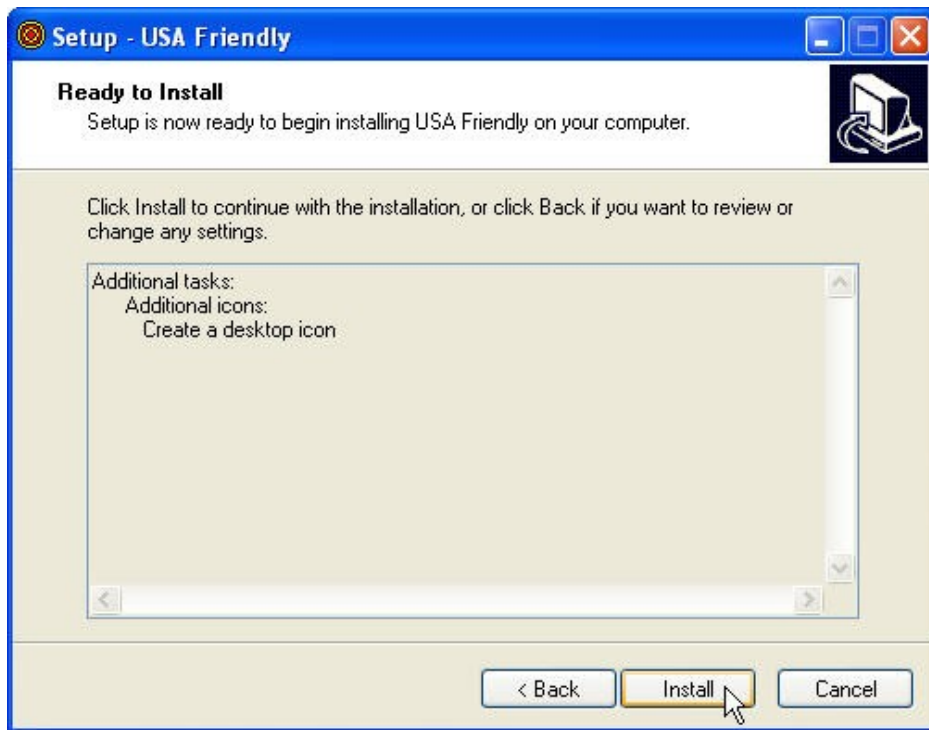 Setup - USA Friendly
Ready to Install
Setup is now ready to begin installing USA Friendly on your computer.
Click Install to continue with the installation, or click Back if you want to review or
change any settings.
Additional tasks:
Additional icons:
Create a desktop icon
< Back
Install
Cancel